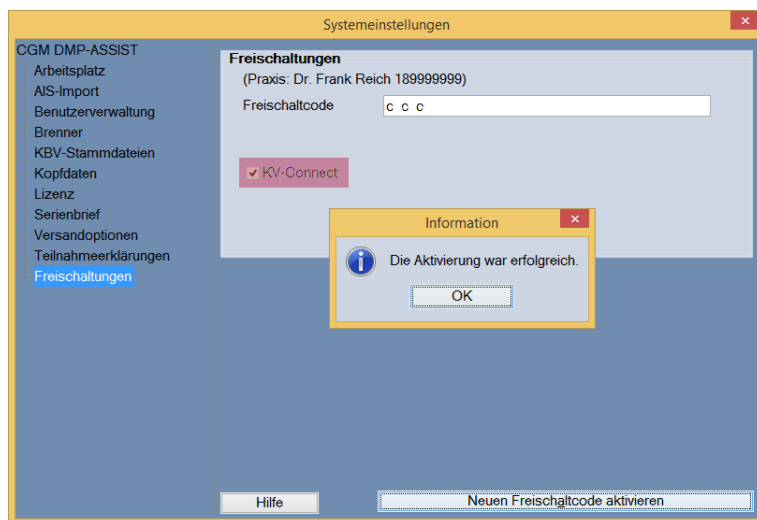 Systemeinstellungen
CGM DMP-ASSIST
Arbeitsplatz
AIS-Import
Benutzerverwaltung
Brenner
KBV-Stammdateien
Kopfdaten
Lizenz
Serienbrief
Versandoptionen
Teilnahmeerklärungen
Freischaltungen
Freischaltungen
(Praxis: Dr. Frank Reich 189999999)
Freischaltcode c c c
KV-Connect
Information
Die Aktivierung war erfolgreich.
OK
Hilfe
Neuen Freischaltcode aktivieren